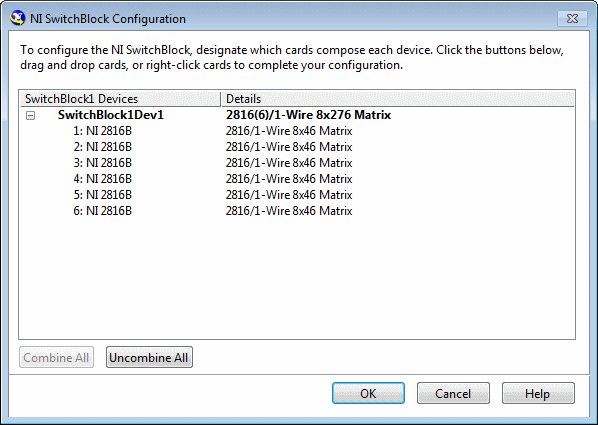 NI SwitchBlock Configuration
To configure the NI SwitchBlock, designate which cards compose each device. Click the buttons below,
drag and drop cards, or right-click cards to complete your configuration.
SwitchBlock1 Devices Details
SwitchBlock1Dev1 2816(6)/1-Wire 8x276 Matrix
1: NI 2816B 2816/1-Wire 8x46 Matrix
2: NI 2816B 2816/1-Wire 8x46 Matrix
3: NI 2816B 2816/1-Wire 8x46 Matrix
4: NI 2816B 2816/1-Wire 8x46 Matrix
5: NI 2816B 2816/1-Wire 8x46 Matrix
6: NI 2816B 2816/1-Wire 8x46 Matrix
Combine All Uncombine All
OK Cancel Help